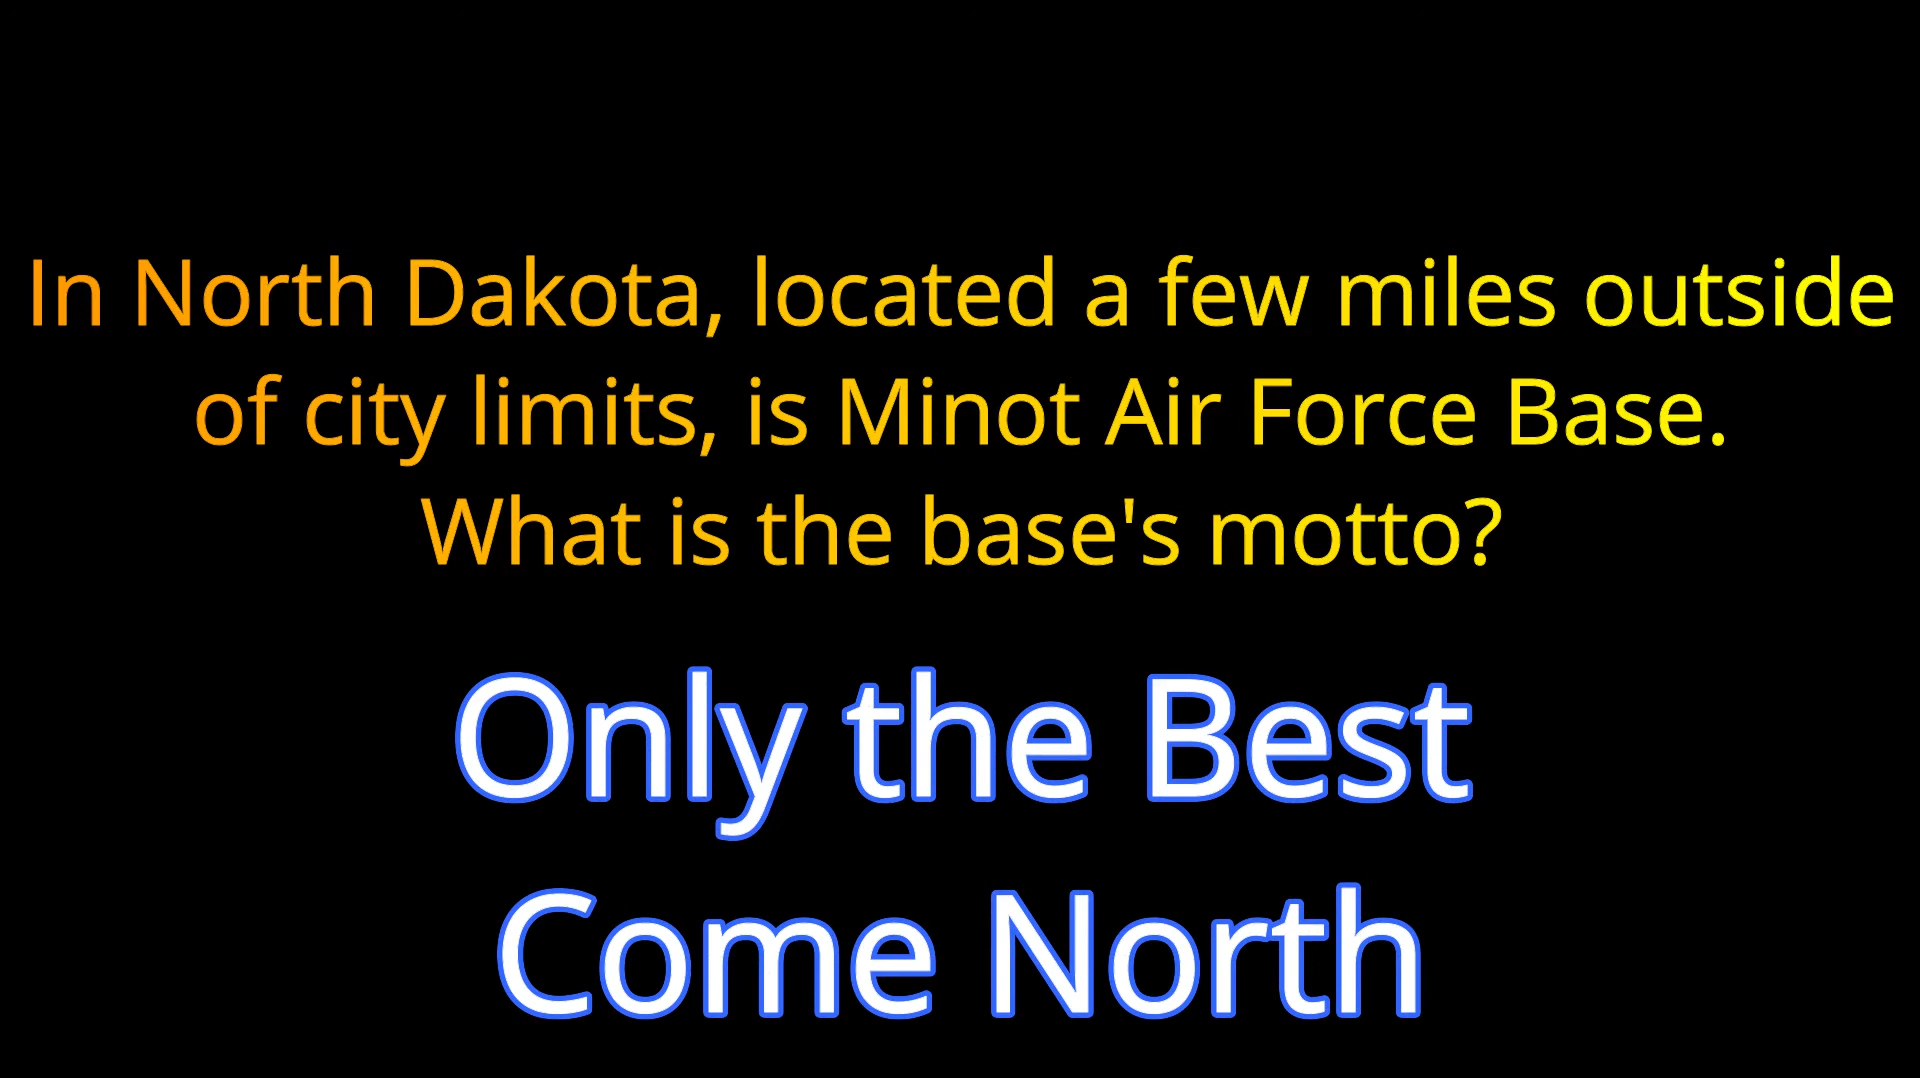 In North Dakota, located a few miles outside
of city limits, is Minot Air Force Base.
What is the base's motto?
Only the Best
Come North